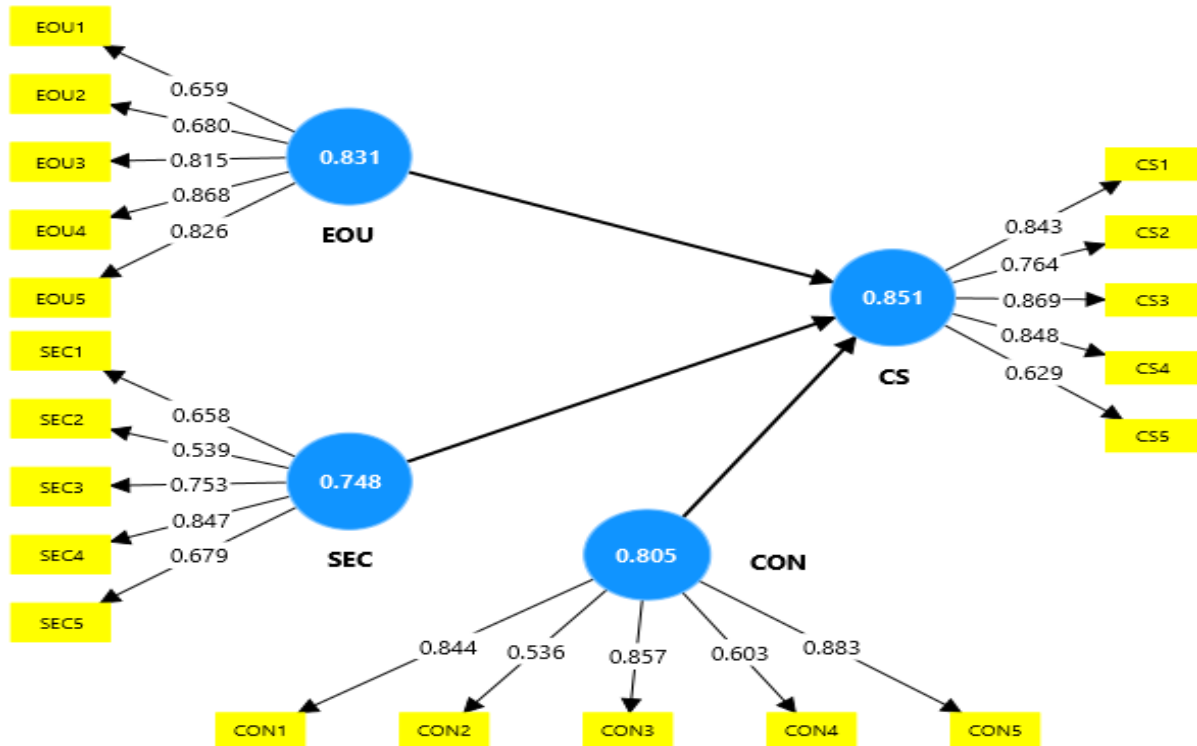 EOU1
0.659
EOU2
0.680
EOU3
0.815
EOU4
0.868
EOU5
0.826
0.831
EOU
SEC1
0.658
SEC2
0.539
SEC3
0.753
SEC4
0.847
SEC5
0.679
0.748
SEC
0.851
CS
0.843
CS1
0.764
CS2
0.869
CS3
0.848
CS4
0.629
CS5
0.805
CON
0.844
0.536
0.857
0.603
0.883
CON1
CON2
CON3
CON4
CON5